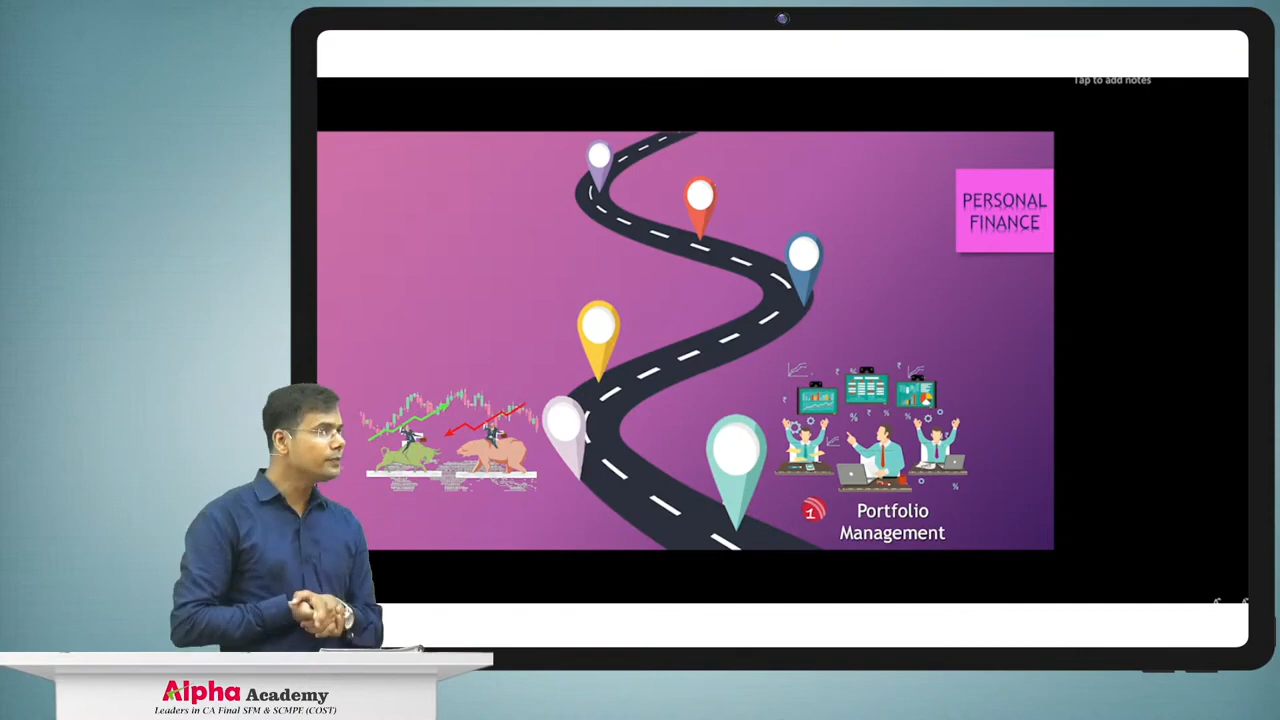 Tap to add notes
PERSONAL
FINANCE
1
Portfolio
Management
Alpha Academy
Leaders in CA Final SFM & SCMPE (COST)